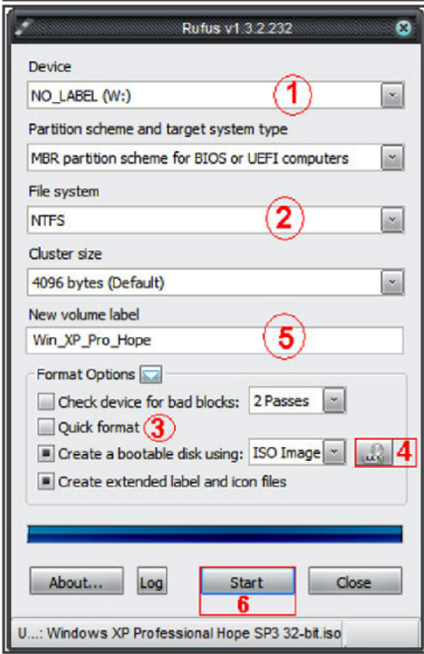 Rufus v1.3.2.232
Device
NO_LABEL (W:) 1
Partition scheme and target system type
MBR partition scheme for BIOS or UEFI computers
File system
NTFS 2
Cluster size
4096 bytes (Default)
New volume label
Win_XP_Pro_Hope 5
Format Options
Check device for bad blocks: 2 Passes
Quick format 3
Create a bootable disk using: ISO Image 4
Create extended label and icon files
About... Log Start Close
6
U...: Windows XP Professional Hope SP3 32-bit.iso